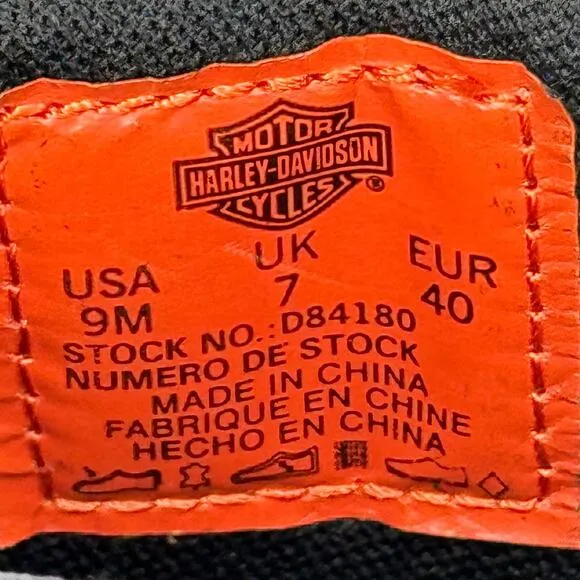 MOTOR
HARLEY-DAVIDSON
CYCLES®
USA UK EUR
9M 7 40
STOCK NO.: D84180
NUMERO DE STOCK
MADE IN CHINA
FABRIQUE EN CHINE
HECHO EN CHINA